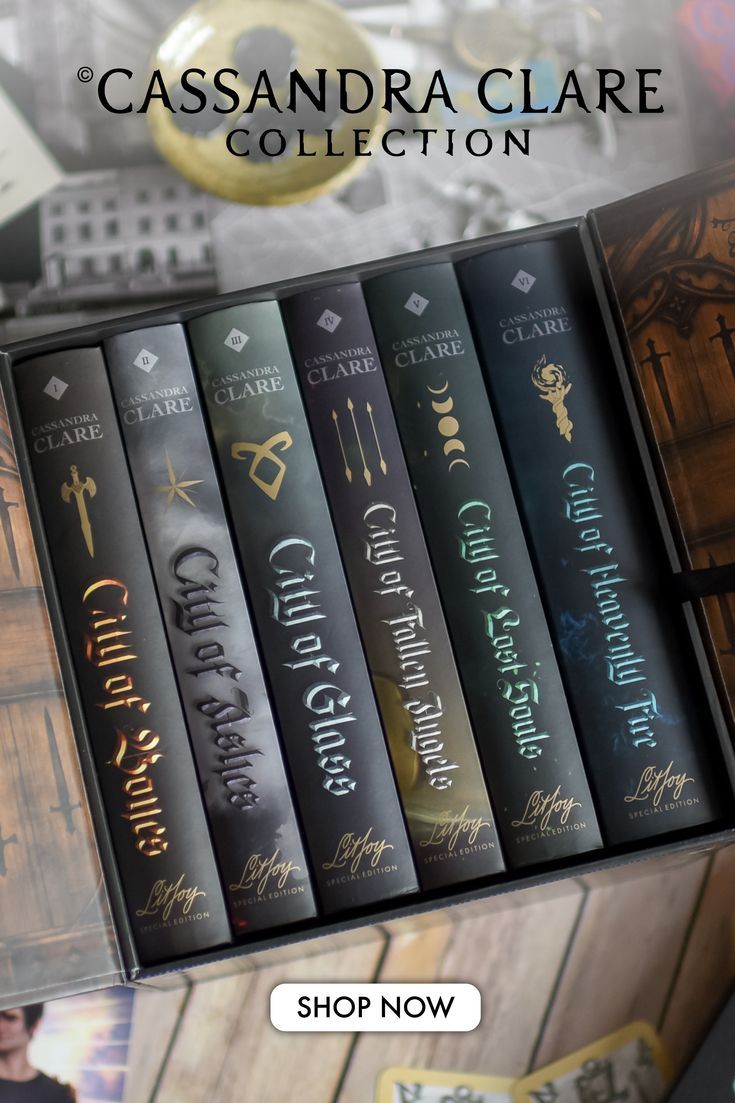 ©CASSANDRA CLARE
COLLECTION
I
CASSANDRA
CLARE
City of Bones
LitJoy
SPECIAL EDITION
II
CASSANDRA
CLARE
City of Ashes
LitJoy
SPECIAL EDITION
III
CASSANDRA
CLARE
City of Glass
LitJoy
SPECIAL EDITION
IV
CASSANDRA
CLARE
City of Fallen Angels
LitJoy
SPECIAL EDITION
V
CASSANDRA
CLARE
City of Lost Souls
LitJoy
SPECIAL EDITION
VI
CASSANDRA
CLARE
City of Heavenly Fire
LitJoy
SPECIAL EDITION
SHOP NOW